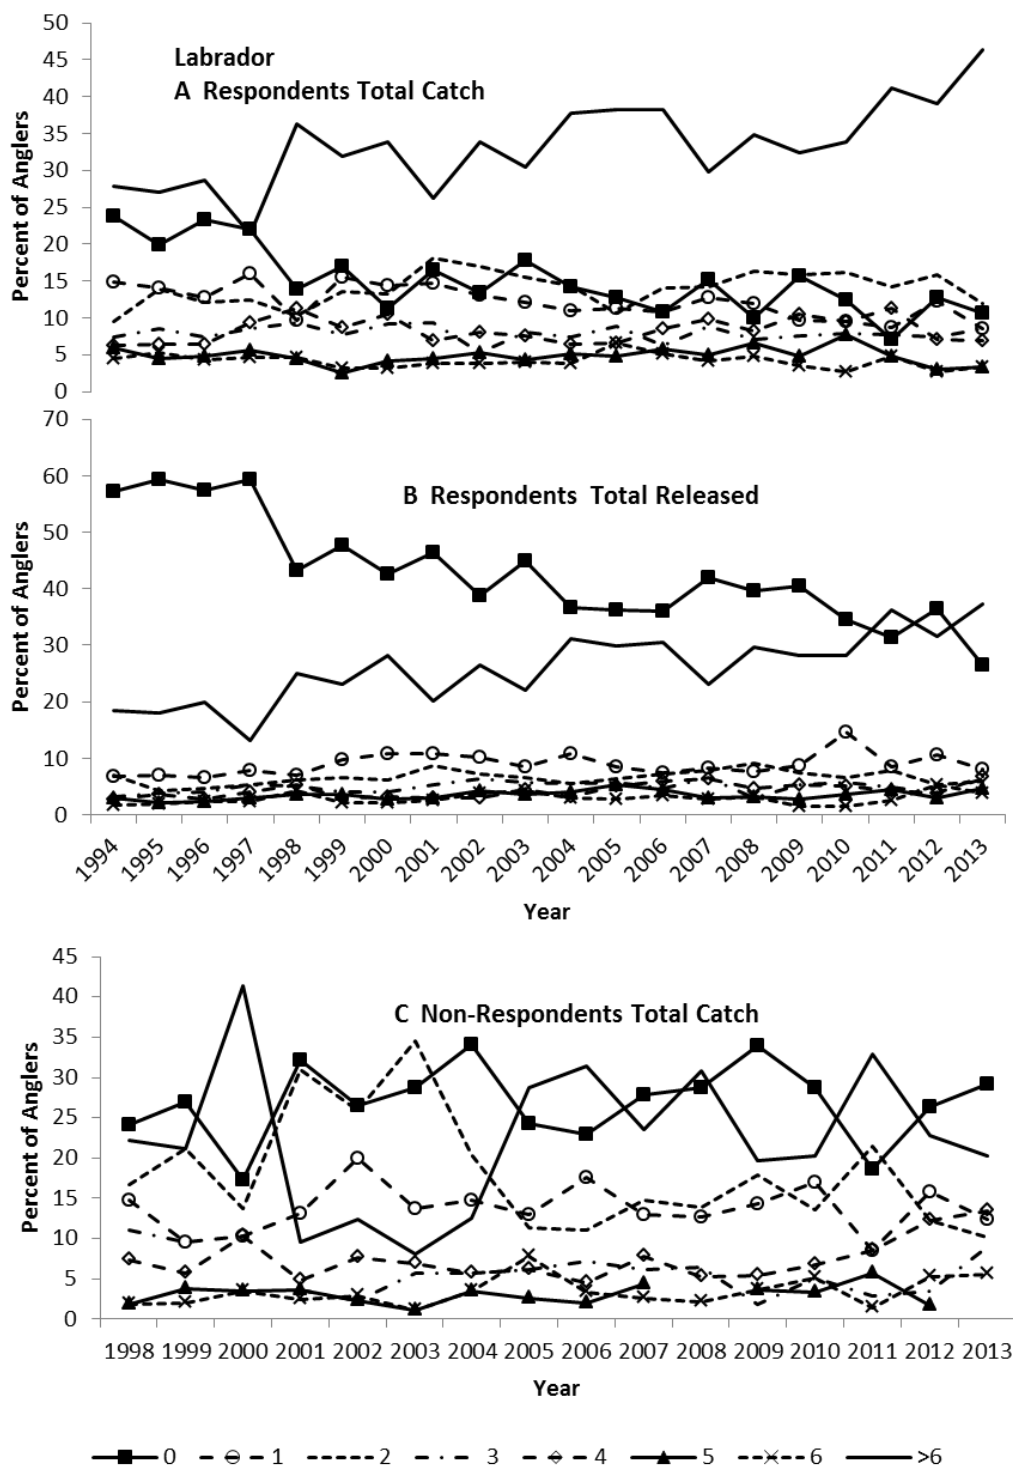 50
45
40
35
30
25
20
15
10
5
0
Percent of Anglers
Labrador
A Respondents Total Catch
70
60
50
40
30
20
10
0
Percent of Anglers
B Respondents Total Released
1994 1995 1996 1997 1998 1999 2000 2001 2002 2003 2004 2005 2006 2007 2008 2009 2010 2011 2012 2013
Year
45
40
35
30
25
20
15
10
5
0
Percent of Anglers
C Non-Respondents Total Catch
1998 1999 2000 2001 2002 2003 2004 2005 2006 2007 2008 2009 2010 2011 2012 2013
Year
0 1 2 3 4 5 6 >6